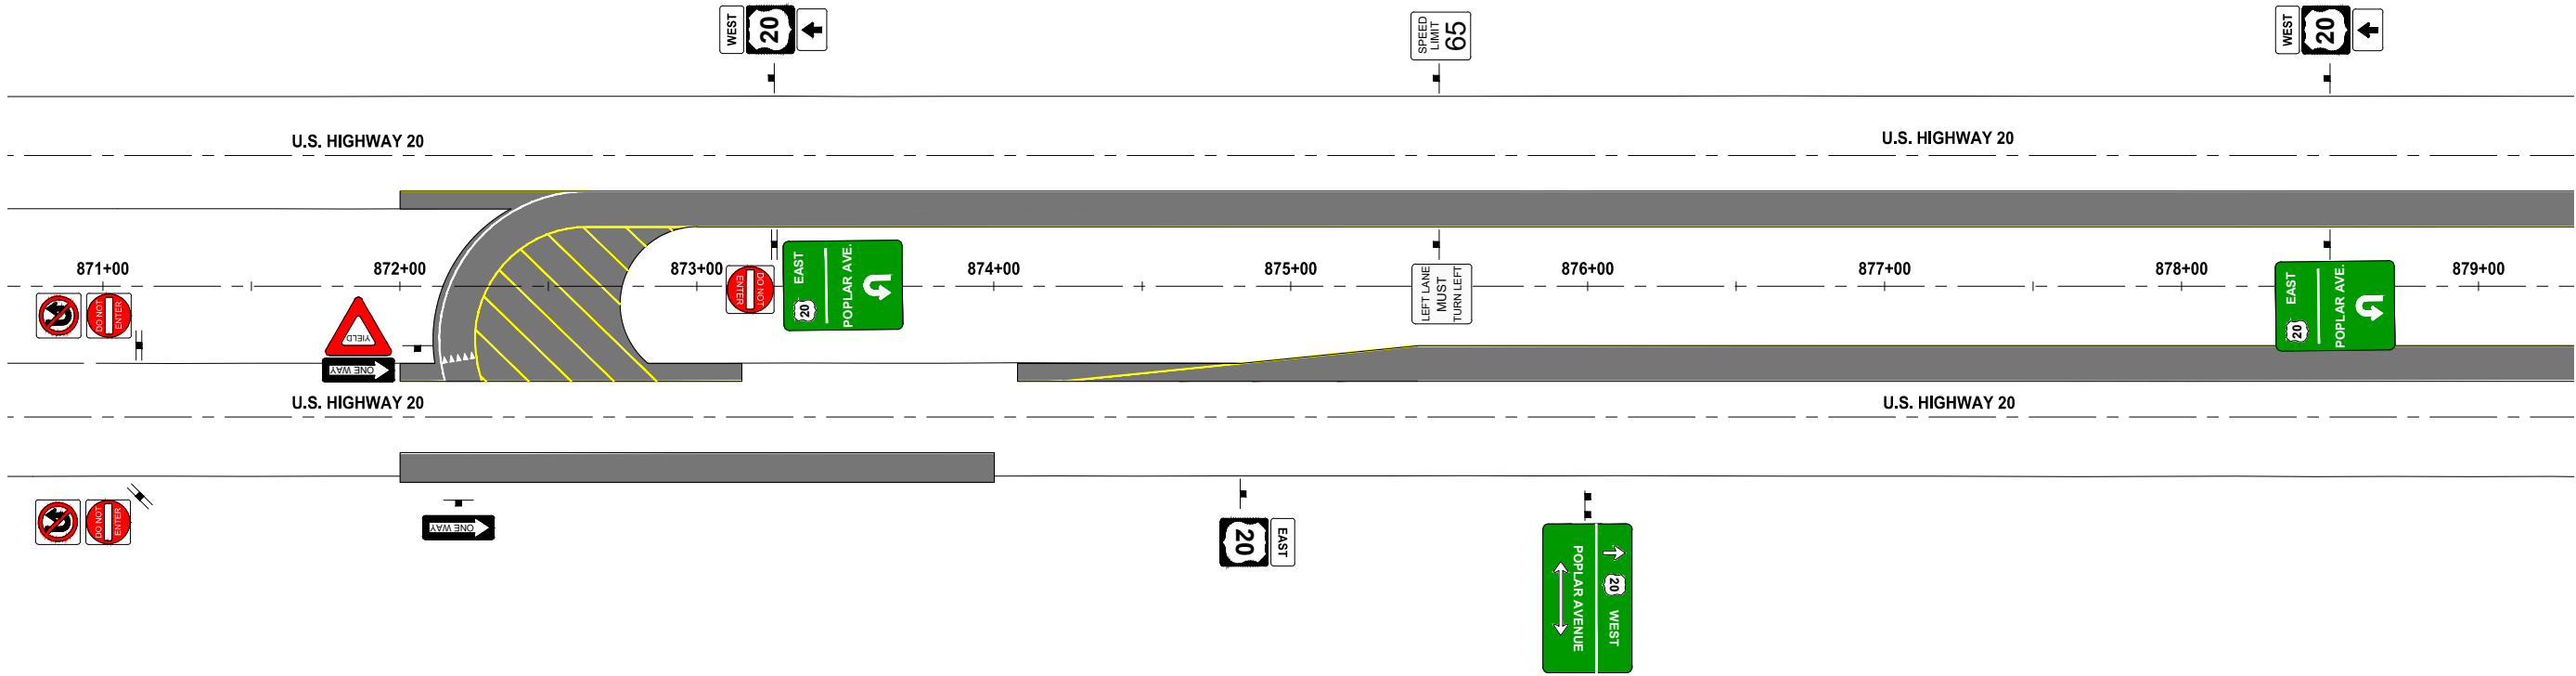 WEST
20
SPEED
LIMIT
65
WEST
20
U.S. HIGHWAY 20
U.S. HIGHWAY 20
871+00
872+00
873+00
874+00
875+00
876+00
877+00
878+00
879+00
DO NOT
ENTER
YIELD
ONE WAY
DO NOT
ENTER
20 EAST
POPLAR AVE.
LEFT LANE
MUST
TURN LEFT
20 EAST
POPLAR AVE.
U.S. HIGHWAY 20
U.S. HIGHWAY 20
DO NOT
ENTER
ONE WAY
EAST
20
20 WEST
POPLAR AVENUE